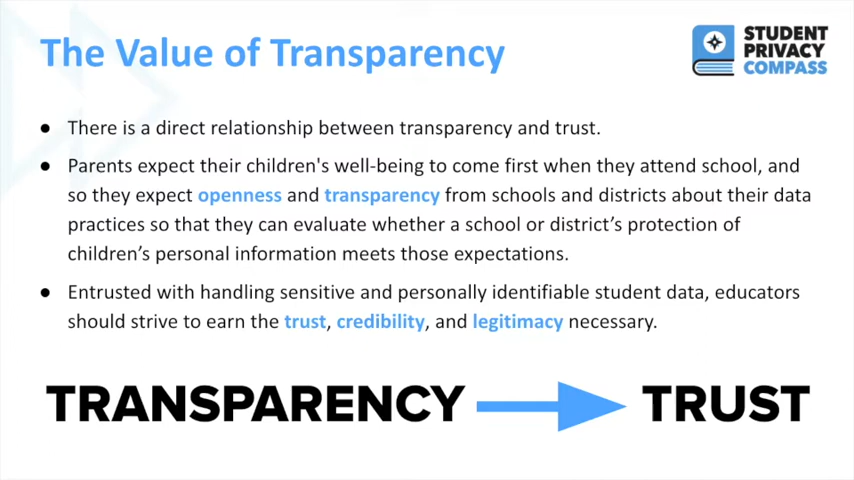 The Value of Transparency
STUDENT
PRIVACY
COMPASS
● There is a direct relationship between transparency and trust.
● Parents expect their children's well-being to come first when they attend school, and
so they expect openness and transparency from schools and districts about their data
practices so that they can evaluate whether a school or district’s protection of
children’s personal information meets those expectations.
● Entrusted with handling sensitive and personally identifiable student data, educators
should strive to earn the trust, credibility, and legitimacy necessary.
TRANSPARENCY TRUST